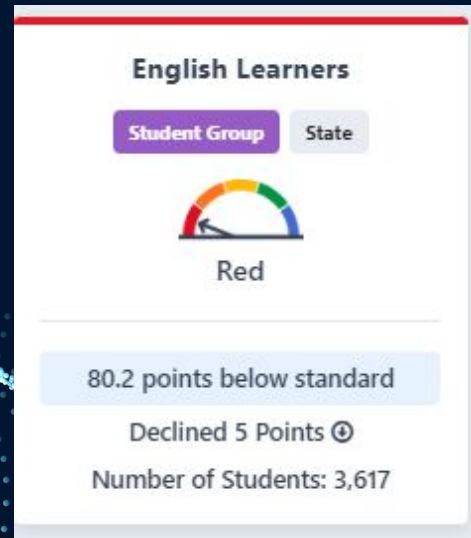 English Learners
Student Group State
Red
80.2 points below standard
Declined 5 Points
Number of Students: 3,617